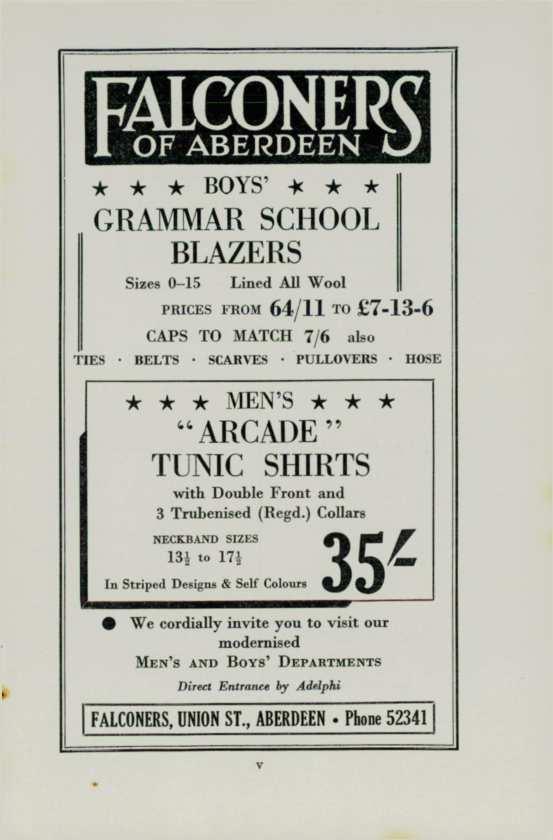 FALCONERS
OF ABERDEEN
★ ★ ★ BOYS' ★ ★ ★
GRAMMAR SCHOOL
BLAZERS
Sizes 0–15 Lined All Wool
PRICES FROM 64/11 TO £7-13-6
CAPS TO MATCH 7/6 also
TIES · BELTS · SCARVES · PULLOVERS · HOSE
★ ★ ★ MEN'S ★ ★ ★
“ARCADE”
TUNIC SHIRTS
with Double Front and
3 Trubenised (Regd.) Collars
NECKBAND SIZES
13½ to 17½
35/-
In Striped Designs & Self Colours
● We cordially invite you to visit our
modernised
MEN'S AND BOYS' DEPARTMENTS
Direct Entrance by Adelphi
FALCONERS, UNION ST., ABERDEEN • Phone 52341
v